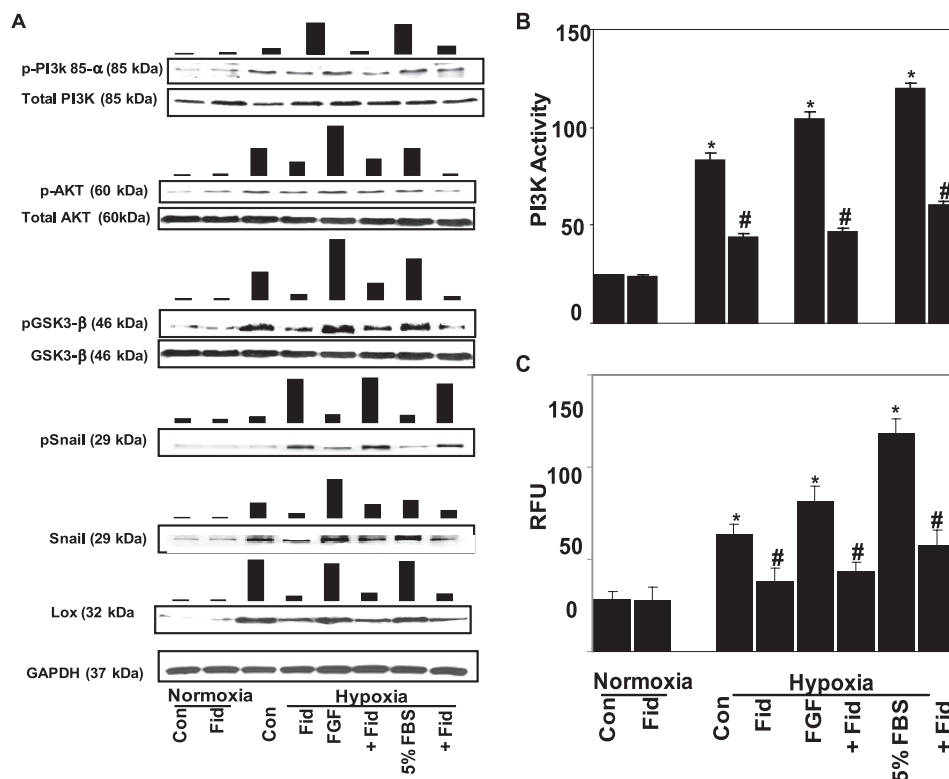 A
p-PI3k 85-α (85 kDa)
Total PI3K (85 kDa)
p-AKT (60 kDa)
Total AKT (60kDa)
pGSK3-β (46 kDa)
GSK3-β (46 kDa)
pSnail (29 kDa)
Snail (29 kDa)
Lox (32 kDa
GAPDH (37 kDa)
Normoxia Hypoxia
Con Fid Con Fid FGF + Fid 5% FBS + Fid
B
PI3K Activity
150
100
50
0
* # * # * #
C
RFU
150
100
50
0
* # * # * #
Normoxia Hypoxia
Con Fid Con Fid FGF + Fid 5% FBS + Fid